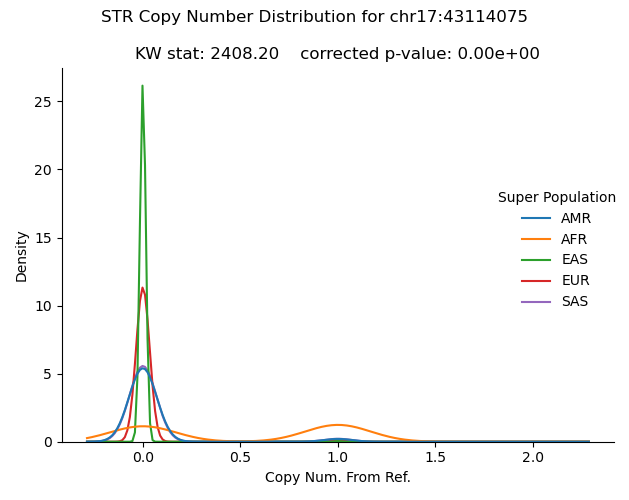 STR Copy Number Distribution for chr17:43114075
KW stat: 2408.20    corrected p-value: 0.00e+00
Density
25
20
15
10
5
0
0.0
0.5
1.0
1.5
2.0
Copy Num. From Ref.
Super Population
AMR
AFR
EAS
EUR
SAS